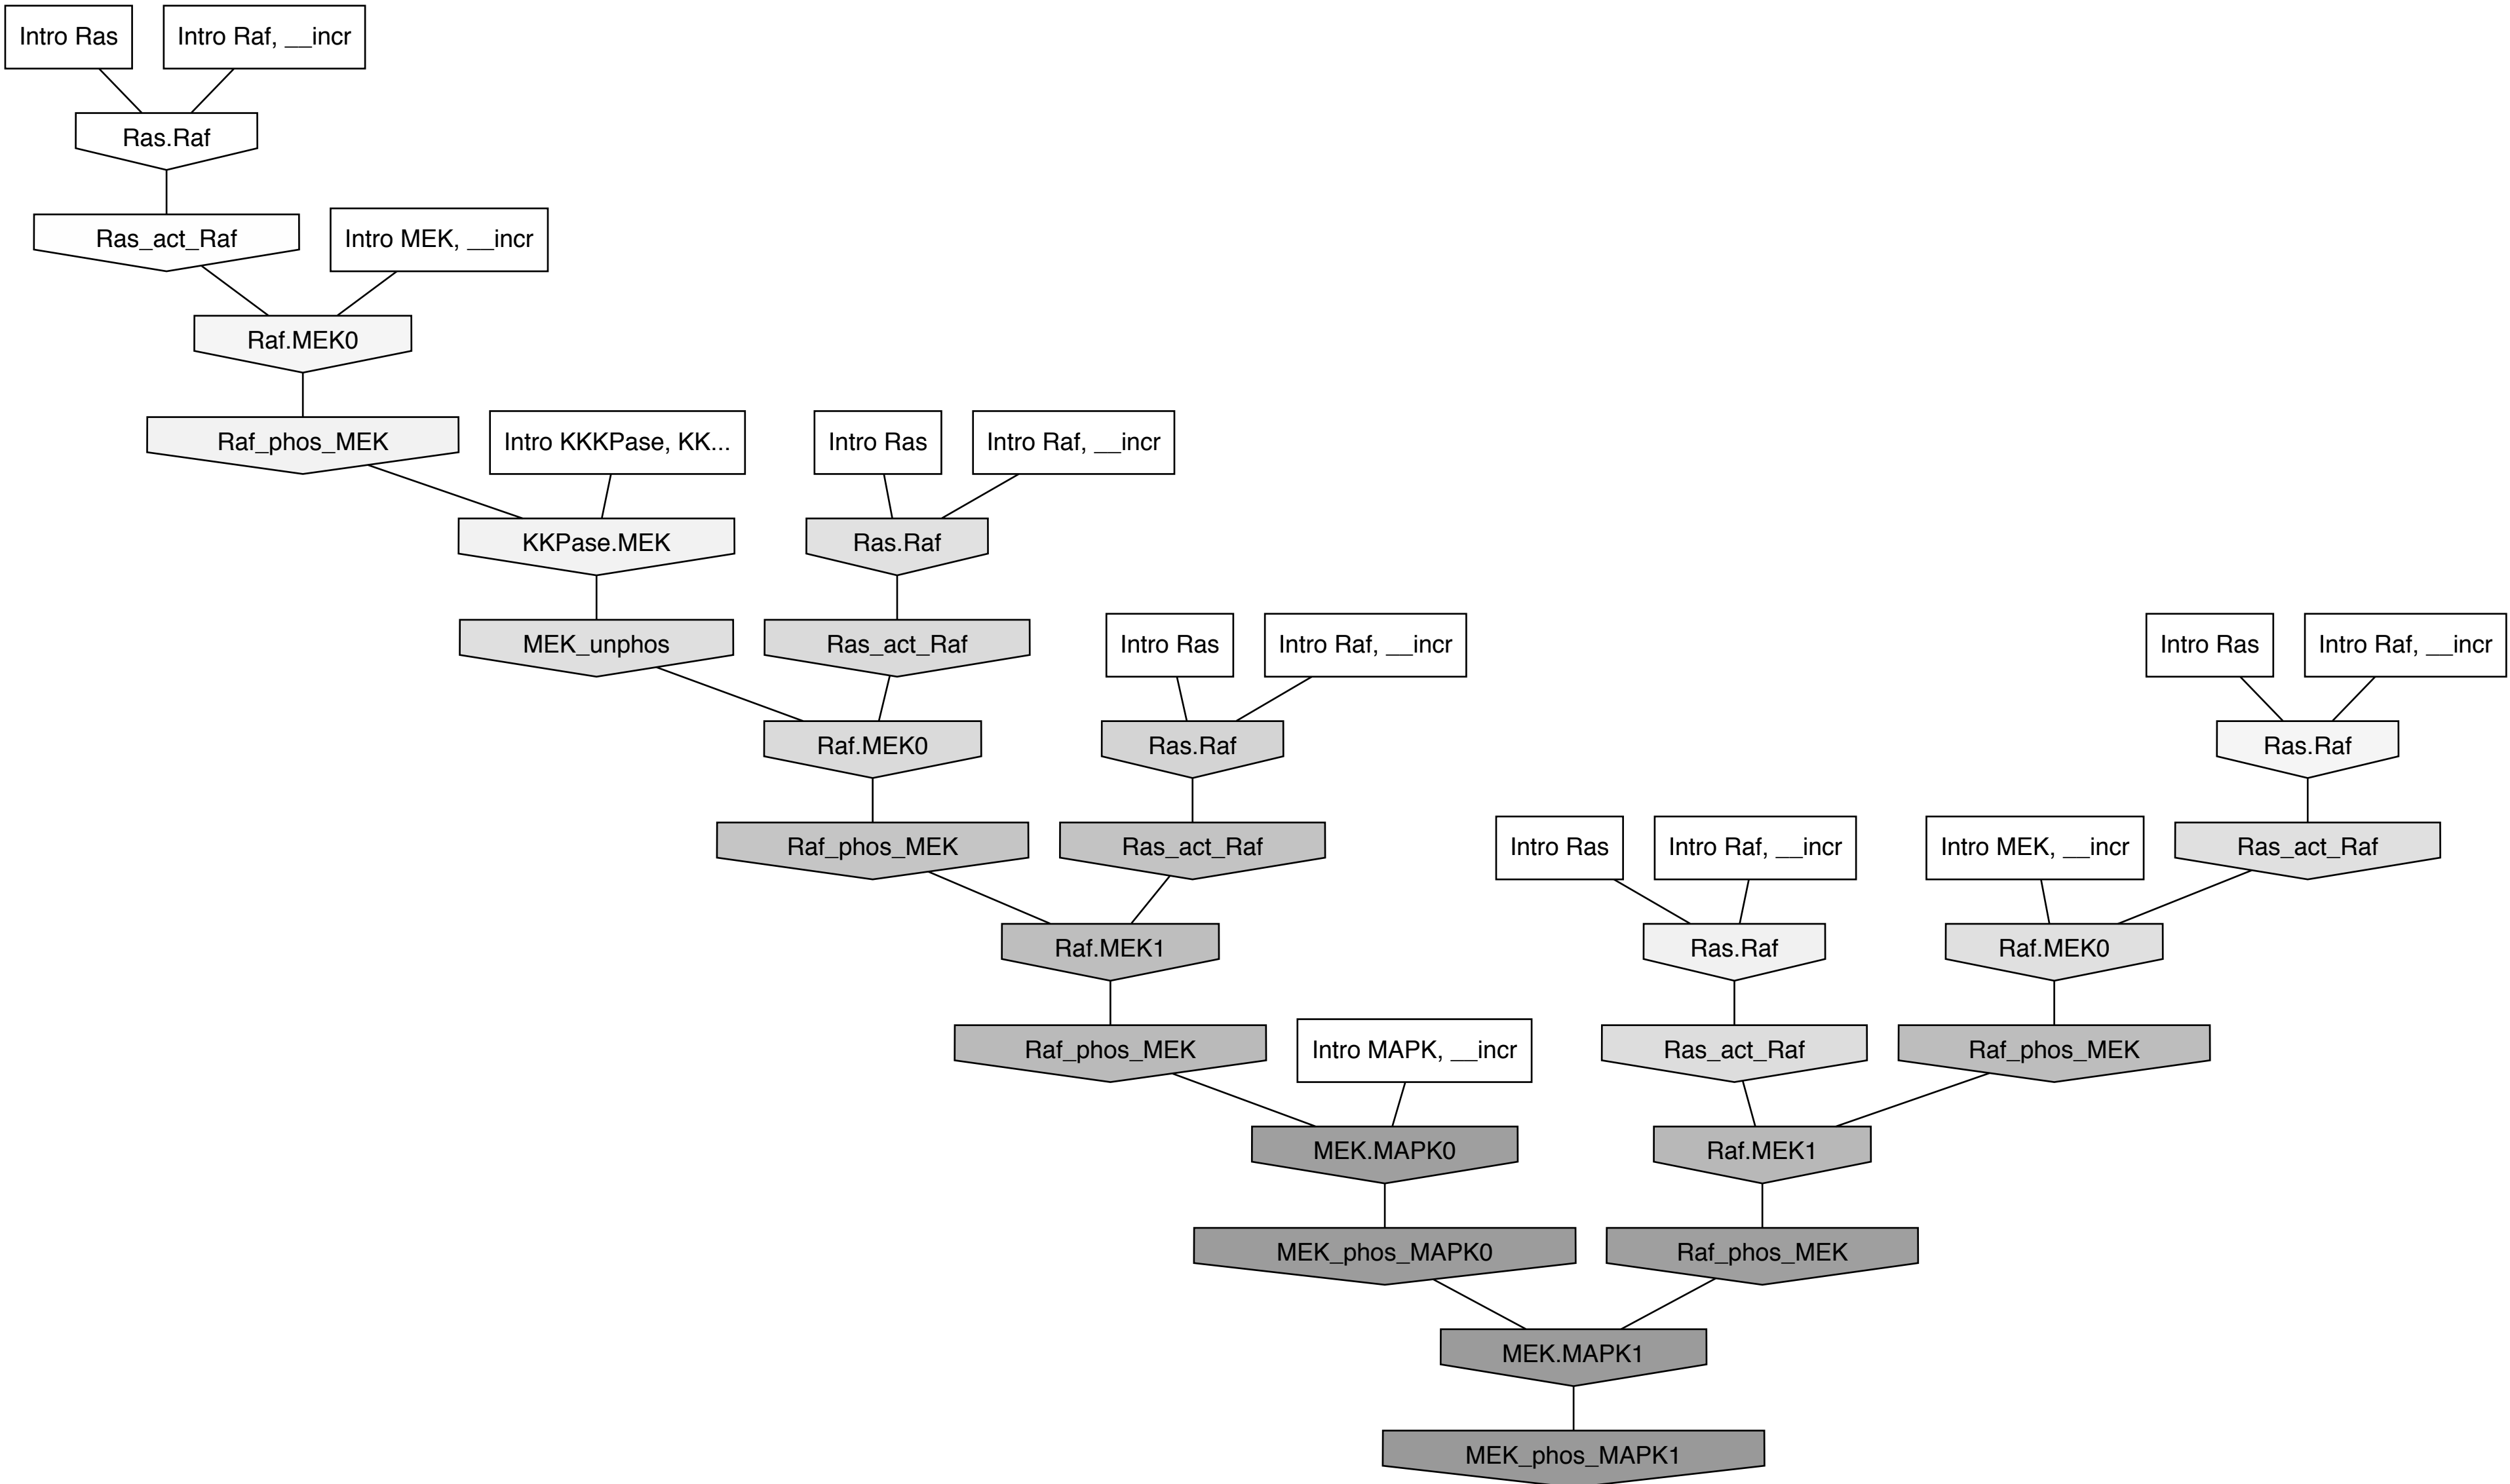 Intro Ras
Intro Raf, __incr
Ras.Raf
Ras_act_Raf
Intro MEK, __incr
Raf.MEK0
Raf_phos_MEK
Intro KKKPase, KK...
Intro Ras
Intro Raf, __incr
KKPase.MEK
Ras.Raf
MEK_unphos
Ras_act_Raf
Intro Ras
Intro Raf, __incr
Intro Ras
Intro Raf, __incr
Raf.MEK0
Ras.Raf
Ras.Raf
Raf_phos_MEK
Ras_act_Raf
Intro Ras
Intro Raf, __incr
Intro MEK, __incr
Ras_act_Raf
Raf.MEK1
Ras.Raf
Raf.MEK0
Raf_phos_MEK
Intro MAPK, __incr
Ras_act_Raf
Raf_phos_MEK
MEK.MAPK0
Raf.MEK1
MEK_phos_MAPK0
Raf_phos_MEK
MEK.MAPK1
MEK_phos_MAPK1